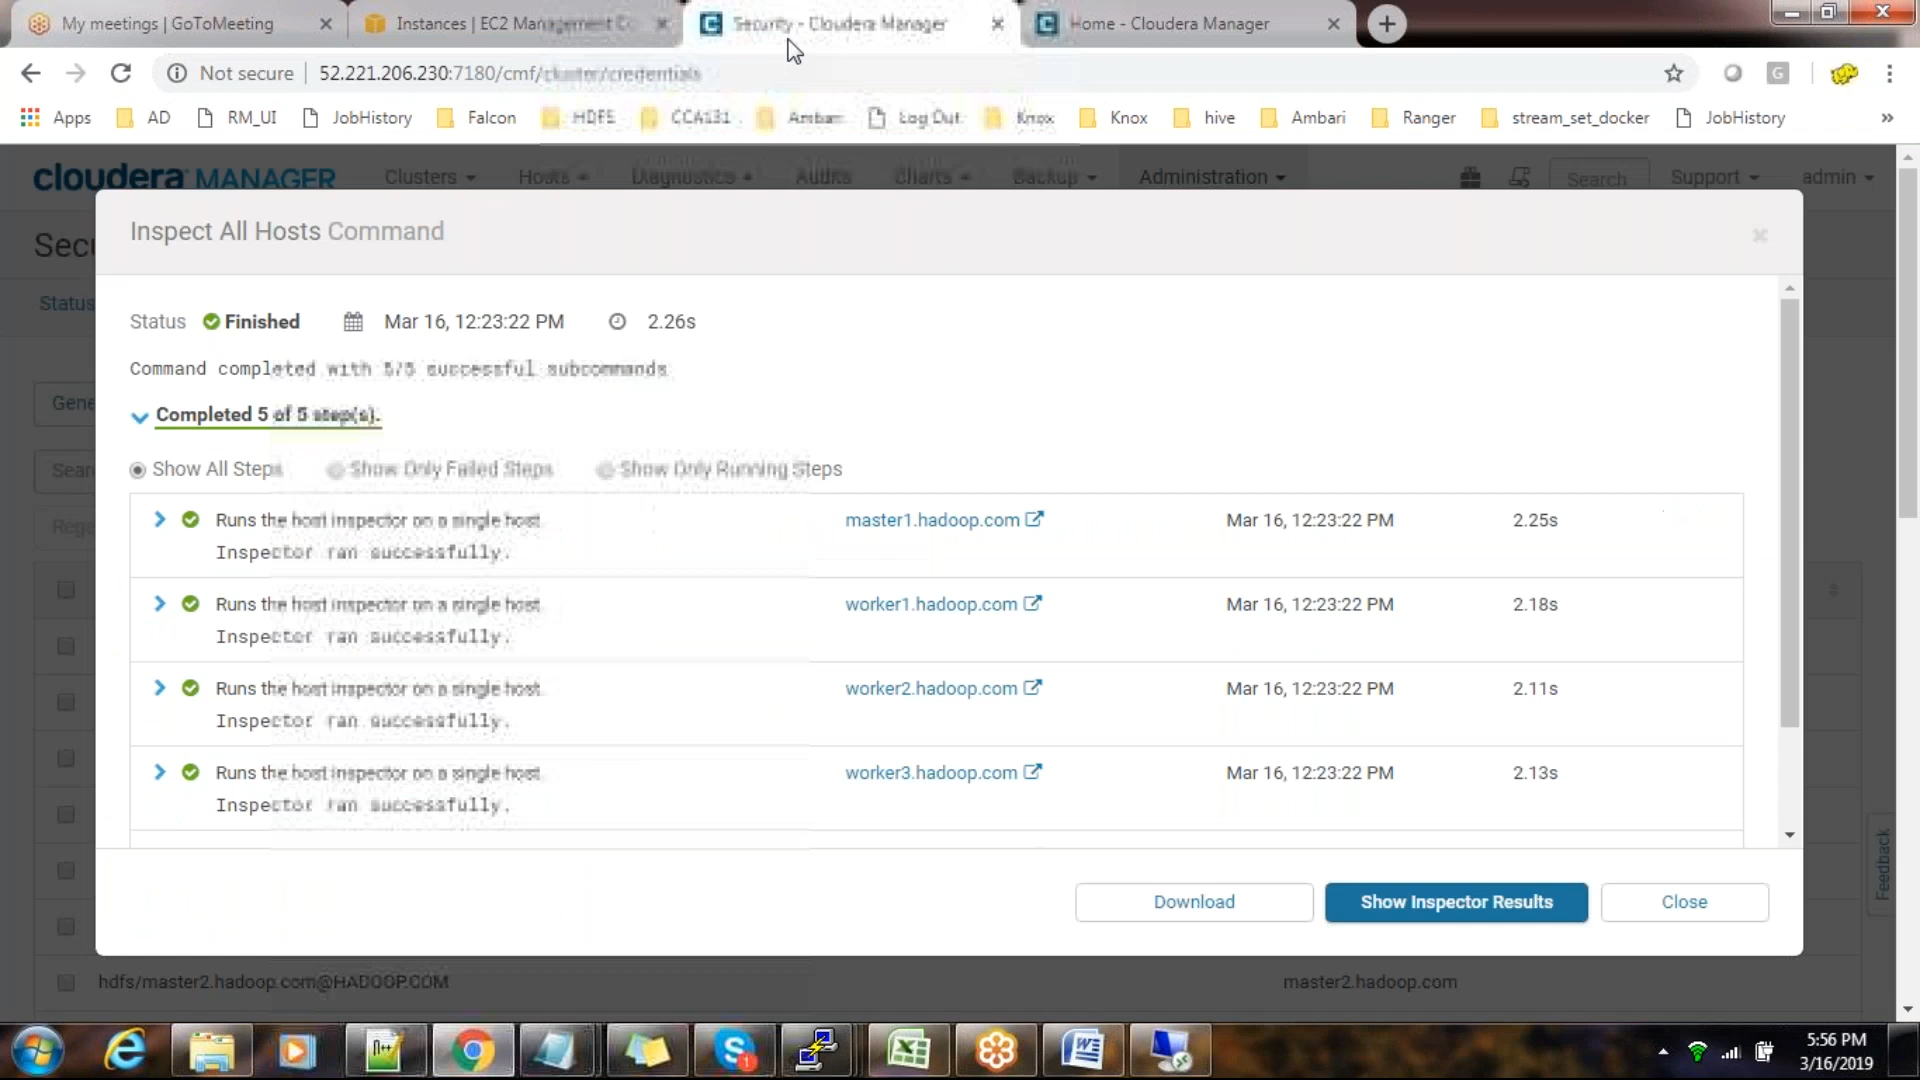 My meetings | GoToMeeting
Instances | EC2 Management Co
Security - Cloudera Manager
Home - Cloudera Manager
Not secure
52.221.206.230:7180/cmf/cluster/credentials
Apps
AD
RM_UI
JobHistory
Falcon
HDFS
CCA131
Ambari
Log Out
Knox
Knox
hive
Ambari
Ranger
stream_set_docker
JobHistory
»
cloudera MANAGER
Clusters
Hosts
Diagnostics
Audits
Charts
Backup
Administration
Search
Support
admin
Secu
Inspect All Hosts Command
Status
Status
Finished
Mar 16, 12:23:22 PM
2.26s
Command completed with 5/5 successful subcommands
Gene
Completed 5 of 5 step(s).
Sear
Show All Steps
Show Only Failed Steps
Show Only Running Steps
Rege
Runs the host inspector on a single host.
master1.hadoop.com
Mar 16, 12:23:22 PM
2.25s
Inspector ran successfully.
Runs the host inspector on a single host.
worker1.hadoop.com
Mar 16, 12:23:22 PM
2.18s
Inspector ran successfully.
Runs the host inspector on a single host.
worker2.hadoop.com
Mar 16, 12:23:22 PM
2.11s
Inspector ran successfully.
Runs the host inspector on a single host.
worker3.hadoop.com
Mar 16, 12:23:22 PM
2.13s
Inspector ran successfully.
Feedback
Download
Show Inspector Results
Close
hdfs/master2.hadoop.com@HADOOP.COM
master2.hadoop.com
5:56 PM
3/16/2019